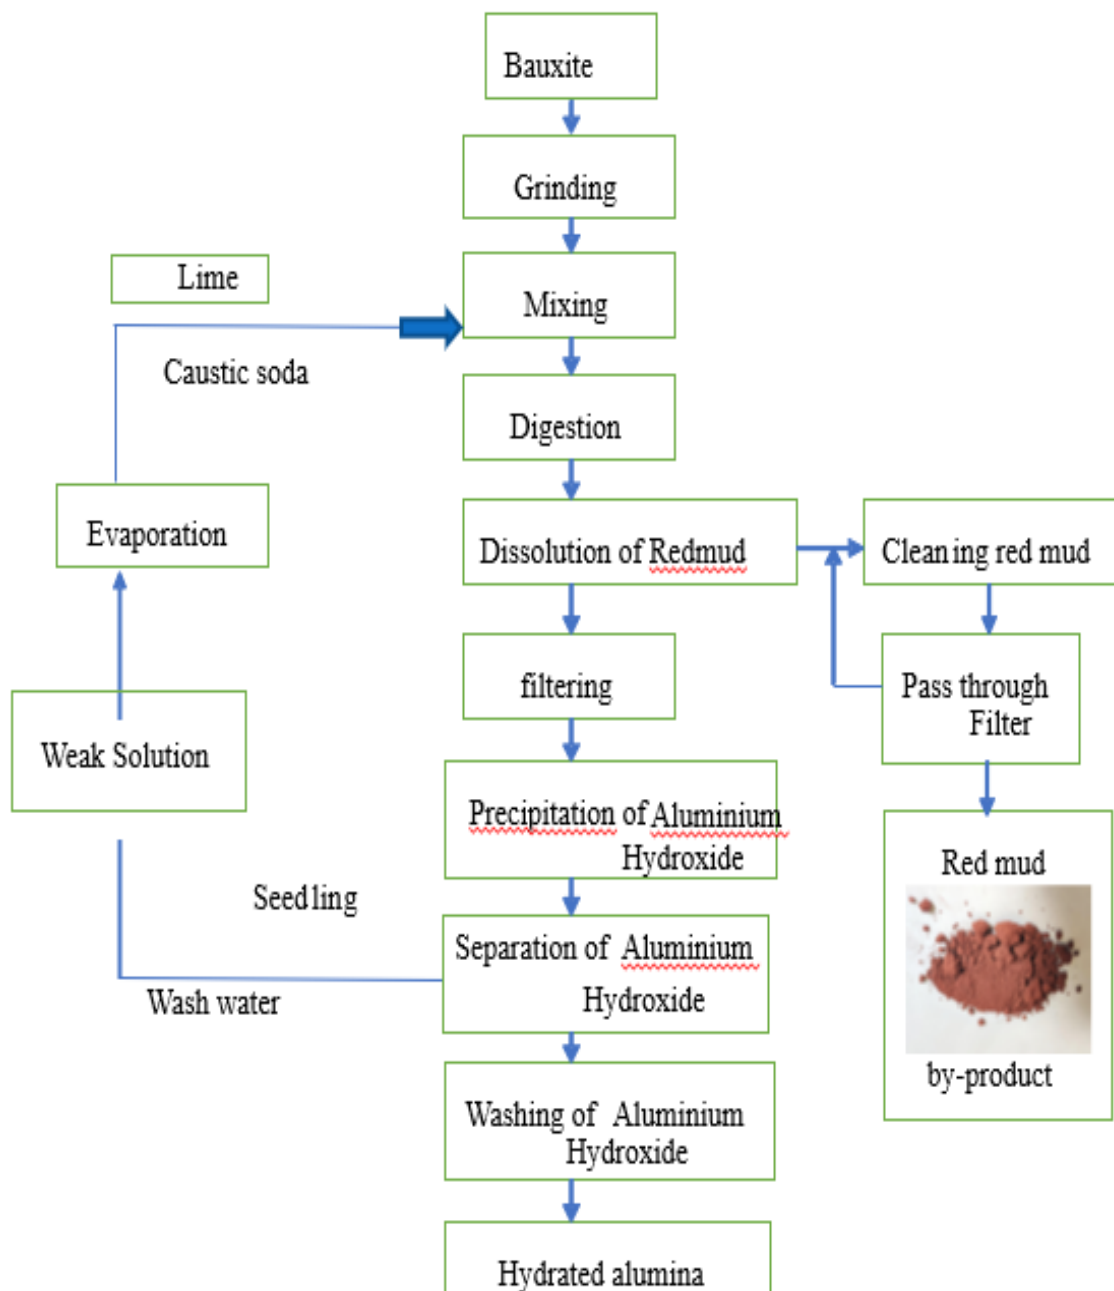 Bauxite
Grinding
Lime
Mixing
Caustic soda
Digestion
Evaporation
Dissolution of Redmud
Cleaning red mud
filtering
Pass through
Filter
Weak Solution
Precipitation of Aluminium
Hydroxide
Red mud
Seedling
Separation of Aluminium
Hydroxide
Wash water
by-product
Washing of Aluminium
Hydroxide
Hydrated alumina